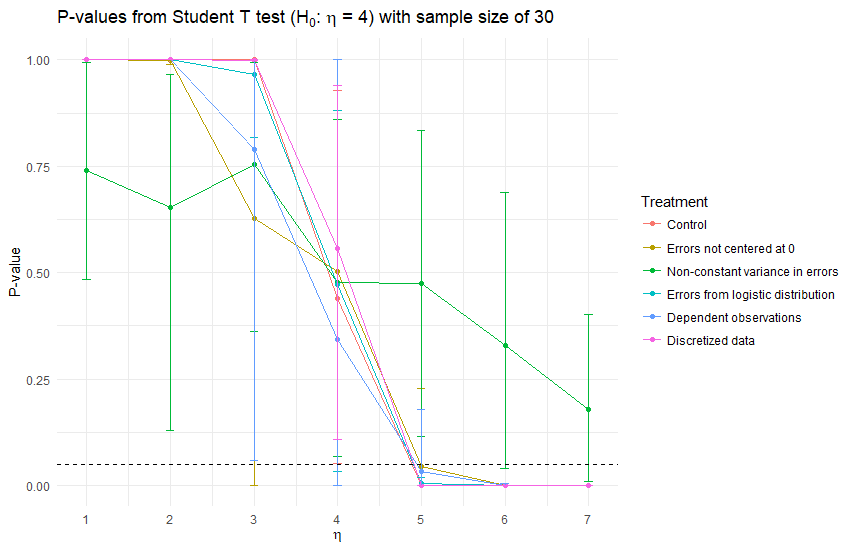 P-values from Student T test (H₀: η = 4) with sample size of 30
P-value
1.00
0.75
0.50
0.25
0.00
1 2 3 4 5 6 7
η
Treatment
Control
Errors not centered at 0
Non-constant variance in errors
Errors from logistic distribution
Dependent observations
Discretized data